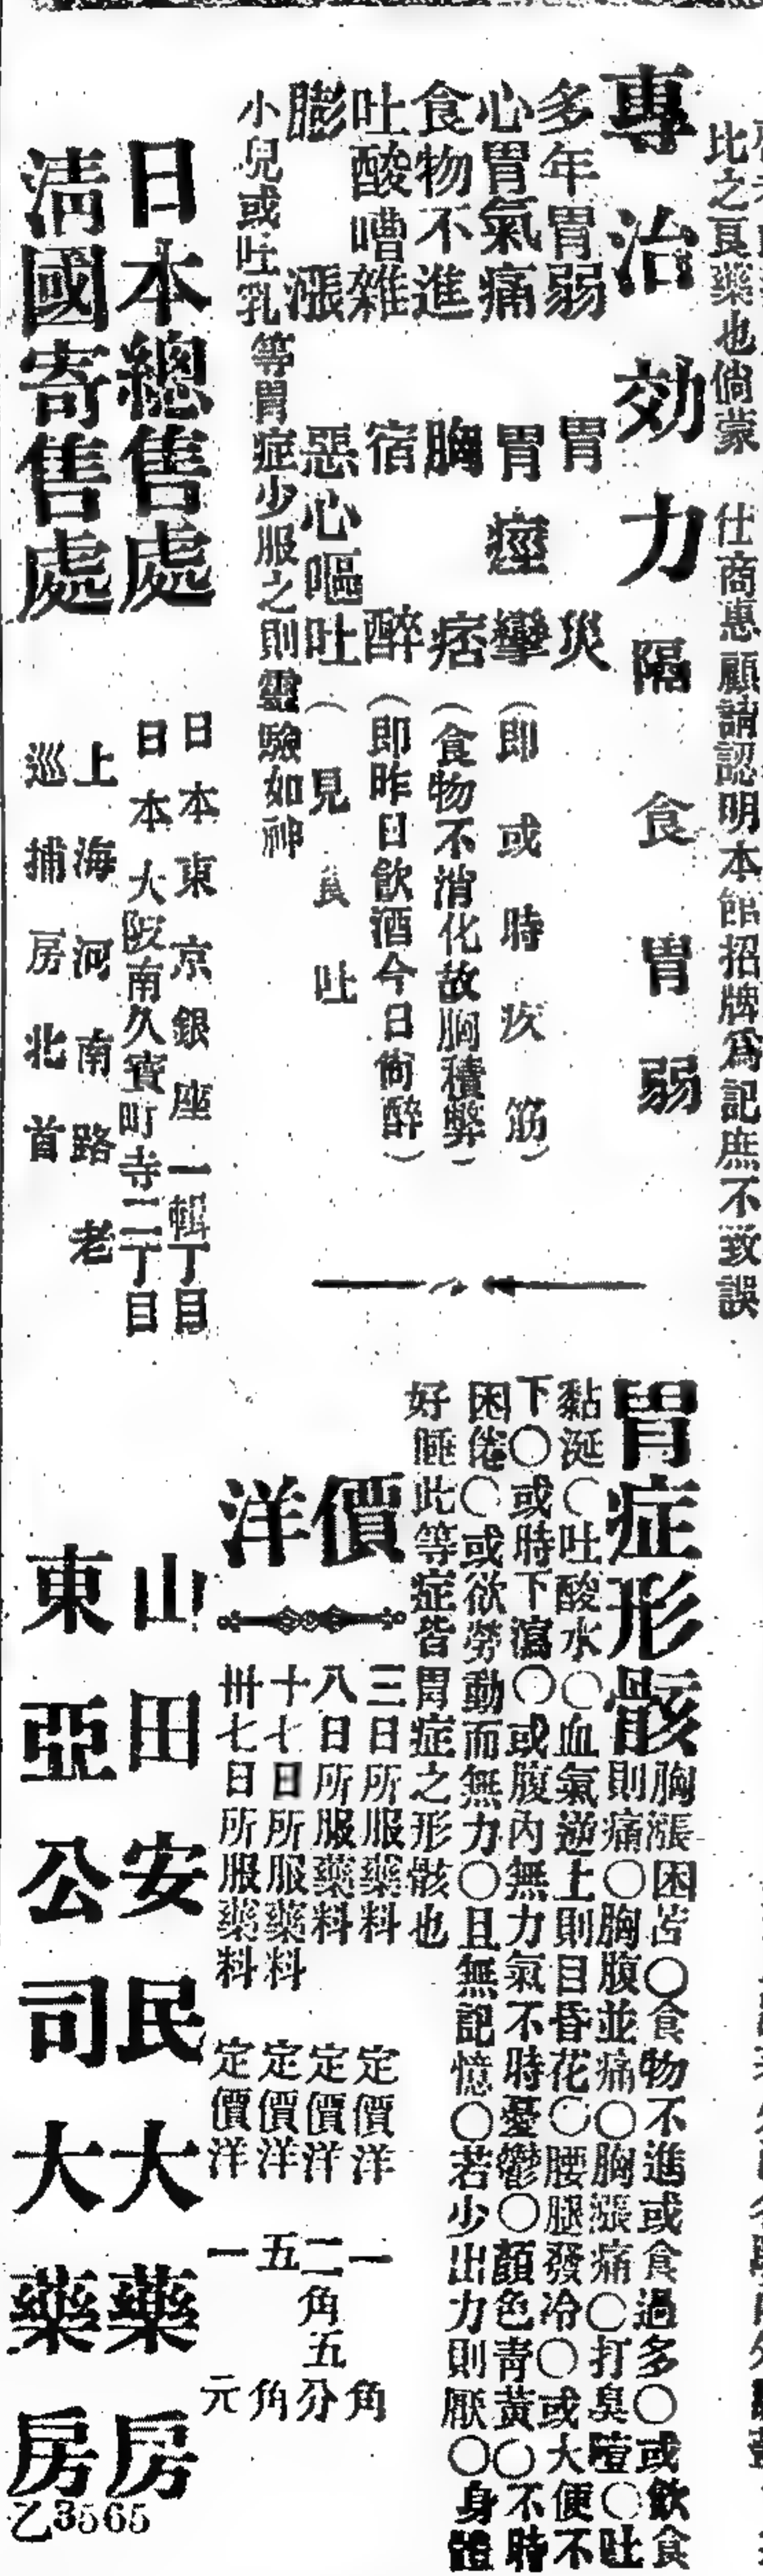 比之良藥也倘蒙 仕商惠顧請認明本館招牌爲記庶不致誤
專治効力隔食胃弱
多年胃弱 胃災
心胃氣痛 胃痙攣(即或時疾筋)
食物不進 胸痞(食物不消化故胸積弊)
吐酸嘈雜 宿醉(即昨日飲酒今日尙醉)
膨漲 惡心嘔吐(見食吐
小兒或吐乳等胃症少服之則靈驗如神
日本總售處 日本東京銀座一輯丁目
日本大阪南久寳町寺二丁目
清國寄售處 上海河南路老
巡捕房北首
胃症形骸 胸漲困苦○食物不進或食過多○或飲食
則痛○胸腹並痛○胸漲痛○打臭噎○吐
黏涎○吐酸水○血氣逆上則目昏花○腰腿發冷○或大便不
下○或時下瀉○或腹內無力氣不時憂鬱○顏色靑黃○不時
困倦○或欲勞動而無力○且無記憶○若少出力則厭○身體
好睡此等症皆胃症之形骸也
價洋
三日所服藥料 定價洋 一角
八日所服藥料 定價洋 二角五分
十七日所服藥料 定價洋 五角
卅七日所服藥料 定價洋 一元
山田安民大藥房
東亞公司大藥房
乙3565